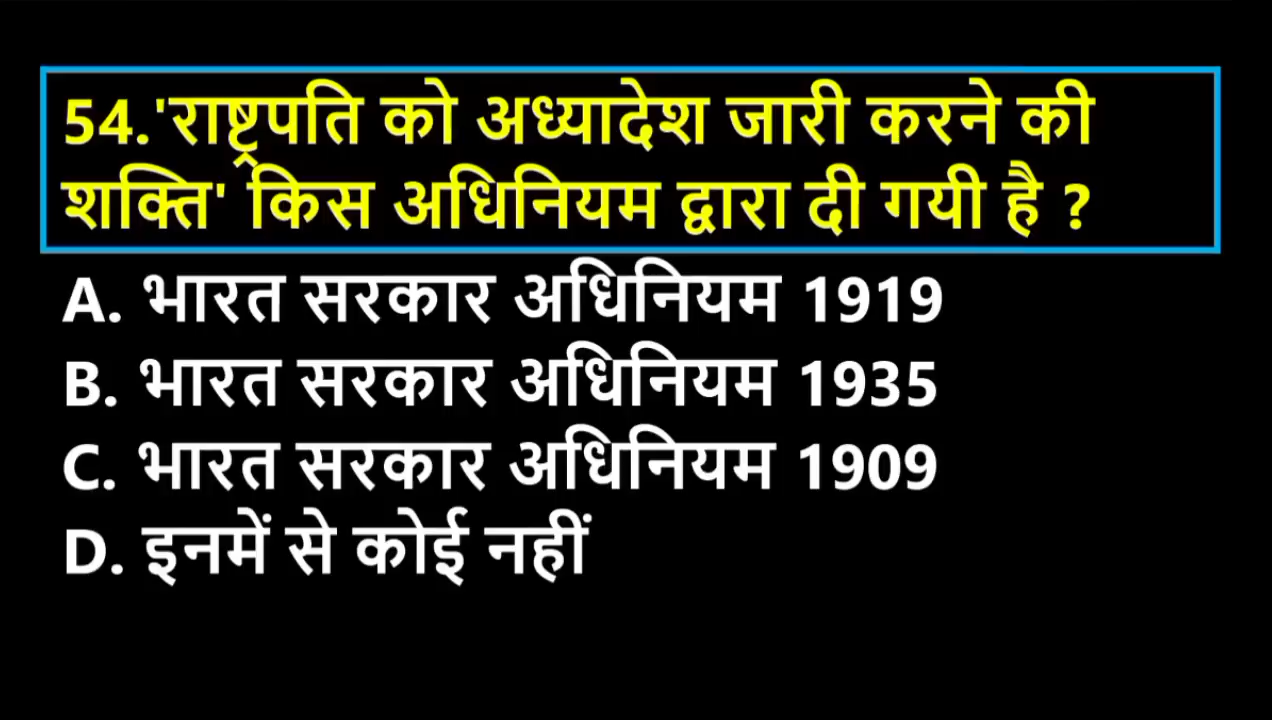 54.'राष्ट्रपति को अध्यादेश जारी करने की
शक्ति' किस अधिनियम द्वारा दी गयी है ?
A. भारत सरकार अधिनियम 1919
B. भारत सरकार अधिनियम 1935
C. भारत सरकार अधिनियम 1909
D. इनमें से कोई नहीं